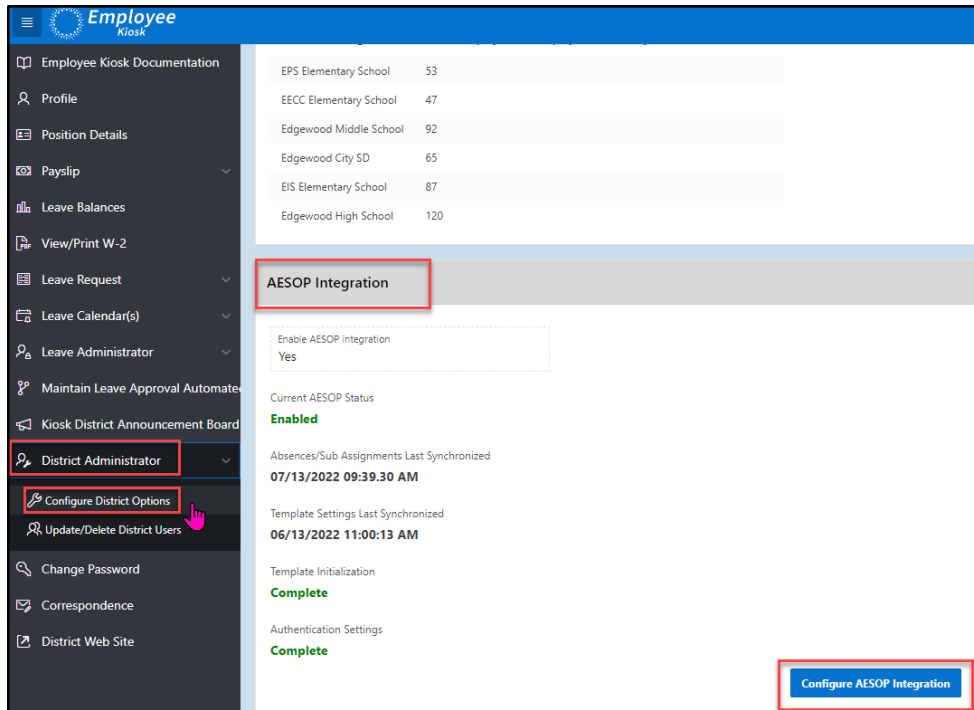 Employee
Kiosk
Employee Kiosk Documentation
Profile
Position Details
Payslip
Leave Balances
View/Print W-2
Leave Request
Leave Calendar(s)
Leave Administrator
Maintain Leave Approval Automate
Kiosk District Announcement Board
District Administrator
Configure District Options
Update/Delete District Users
Change Password
Correspondence
District Web Site
EPS Elementary School 53
EECC Elementary School 47
Edgewood Middle School 92
Edgewood City SD 65
EIS Elementary School 87
Edgewood High School 120
AESOP Integration
Enable AESOP integration
Yes
Current AESOP Status
Enabled
Absences/Sub Assignments Last Synchronized
07/13/2022 09:39.30 AM
Template Settings Last Synchronized
06/13/2022 11:00:13 AM
Template Initialization
Complete
Authentication Settings
Complete
Configure AESOP Integration